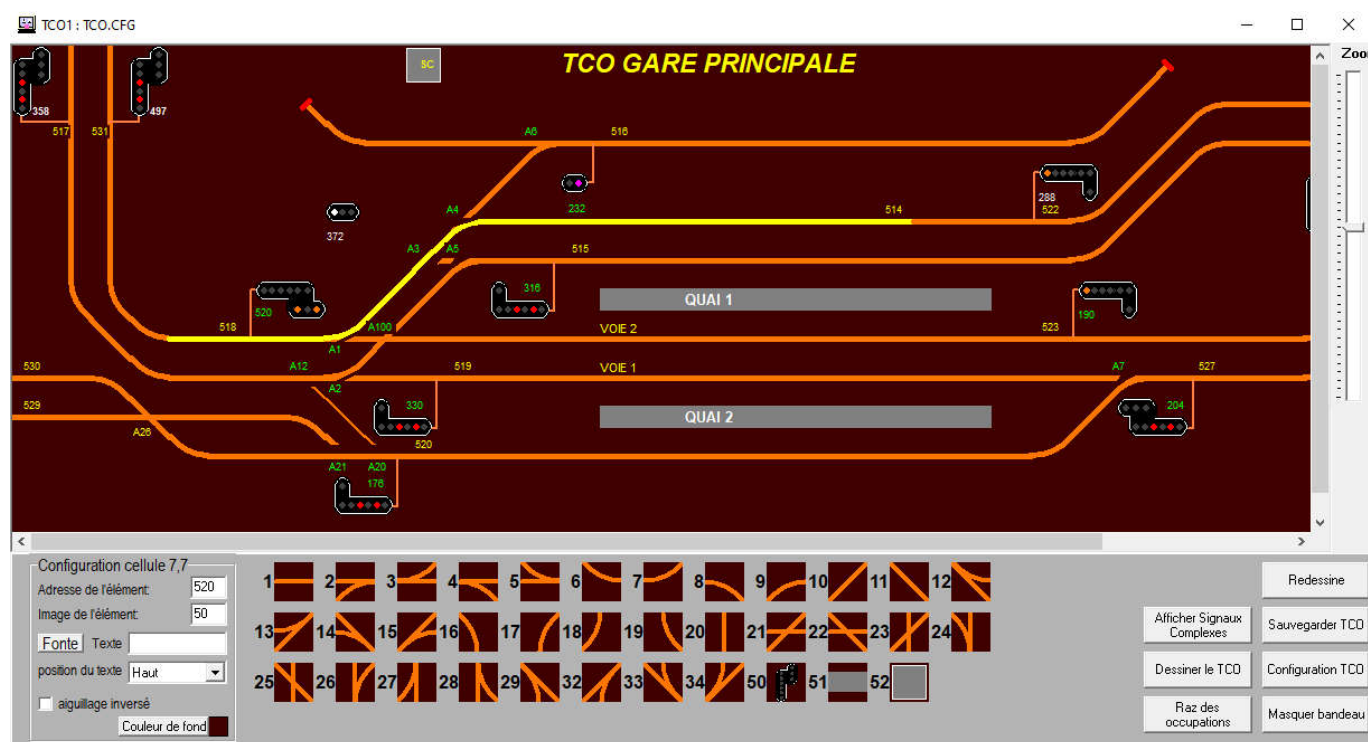 TCO1 : TCO.CFG
Zoo
SC
TCO GARE PRINCIPALE
358
497
517
531
A6
516
288
522
A4
232
514
372
A3
A5
515
316
QUAI 1
520
190
518
A100
VOIE 2
523
A1
530
A12
519
VOIE 1
A7
527
A2
529
330
QUAI 2
204
A26
520
A21
A20
176
Configuration cellule 7,7
Adresse de l'élément:
520
Image de l'élément:
50
Fonte
Texte
position du texte
Haut
aiguillage inversé
Couleur de fond
1
2
3
4
5
6
7
8
9
10
11
12
13
14
15
16
17
18
19
20
21
22
23
24
25
26
27
28
29
32
33
34
50
51
52
Redessine
Afficher Signaux
Complexes
Sauvegarder TCO
Dessiner le TCO
Configuration TCO
Raz des
occupations
Masquer bandeau